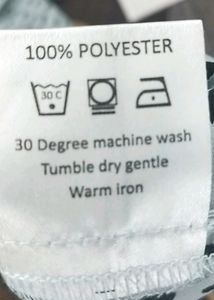 100% POLYESTER
30 C
30 Degree machine wash
Tumble dry gentle
Warm iron